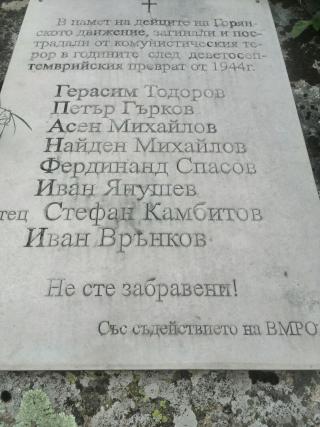 В памет на дейците на Горян-
ското движение, загинали и пос-
традали от комунистическия те-
рор в годините след деветосеп-
темврийския преврат от 1944г.
Герасим Тодоров
Петър Гърков
Асен Михайлов
Найден Михайлов
Фердинанд Спасов
Иван Янушев
тец Стефан Камбитов
Иван Врънков
Не сте забравени!
Със съдействието на ВМРО